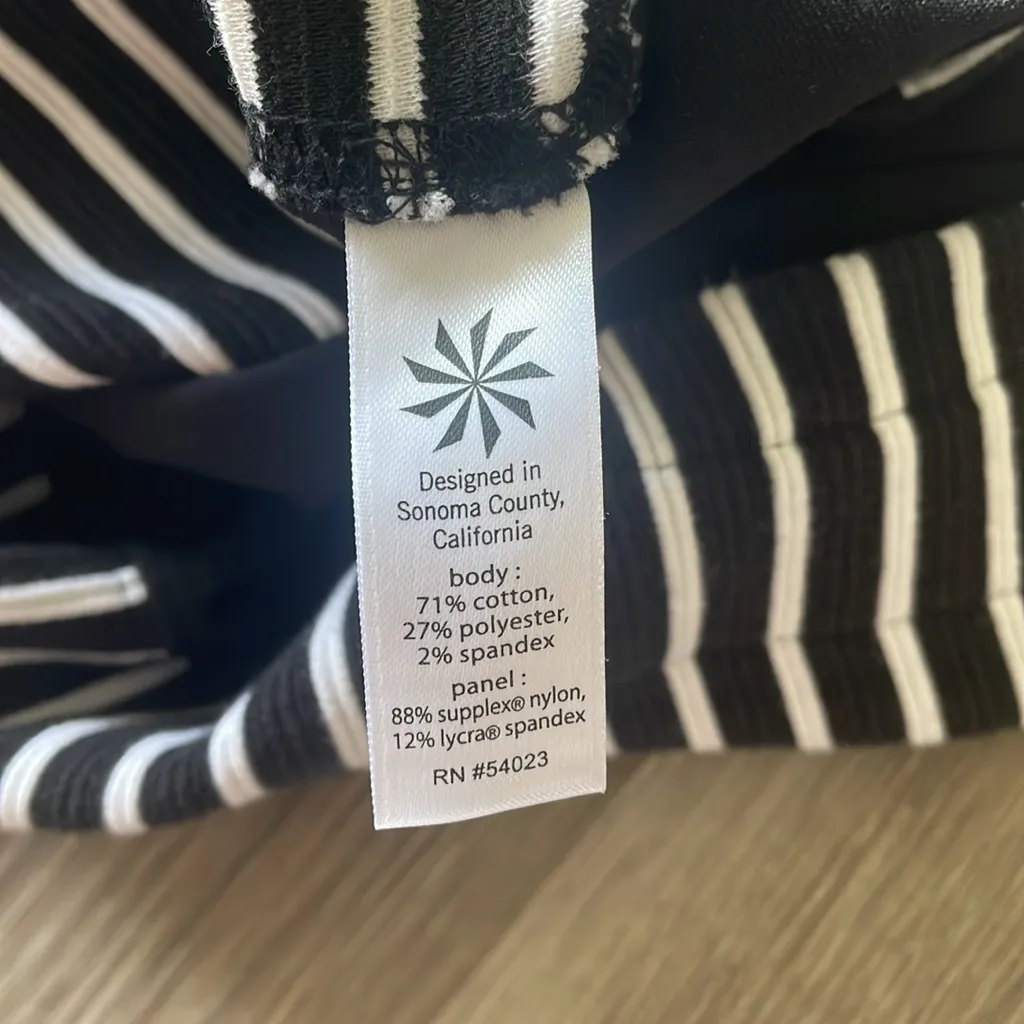 Designed in
Sonoma County,
California
body :
71% cotton,
27% polyester,
2% spandex
panel :
88% supplex® nylon,
12% lycra® spandex
RN #54023